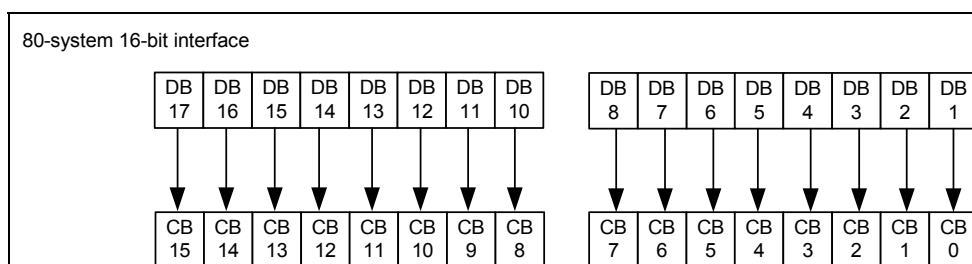 80-system 16-bit interface
DB DB DB DB DB DB DB DB DB DB DB DB DB DB DB DB
17 16 15 14 13 12 11 10 8 7 6 5 4 3 2 1
CB CB CB CB CB CB CB CB CB CB CB CB CB CB CB CB
15 14 13 12 11 10 9 8 7 6 5 4 3 2 1 0